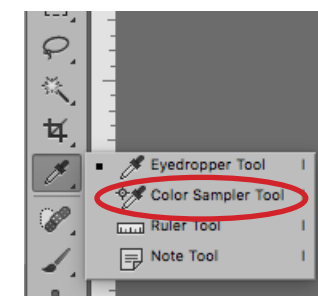 Eyedropper Tool I
Color Sampler Tool I
Ruler Tool I
Note Tool I